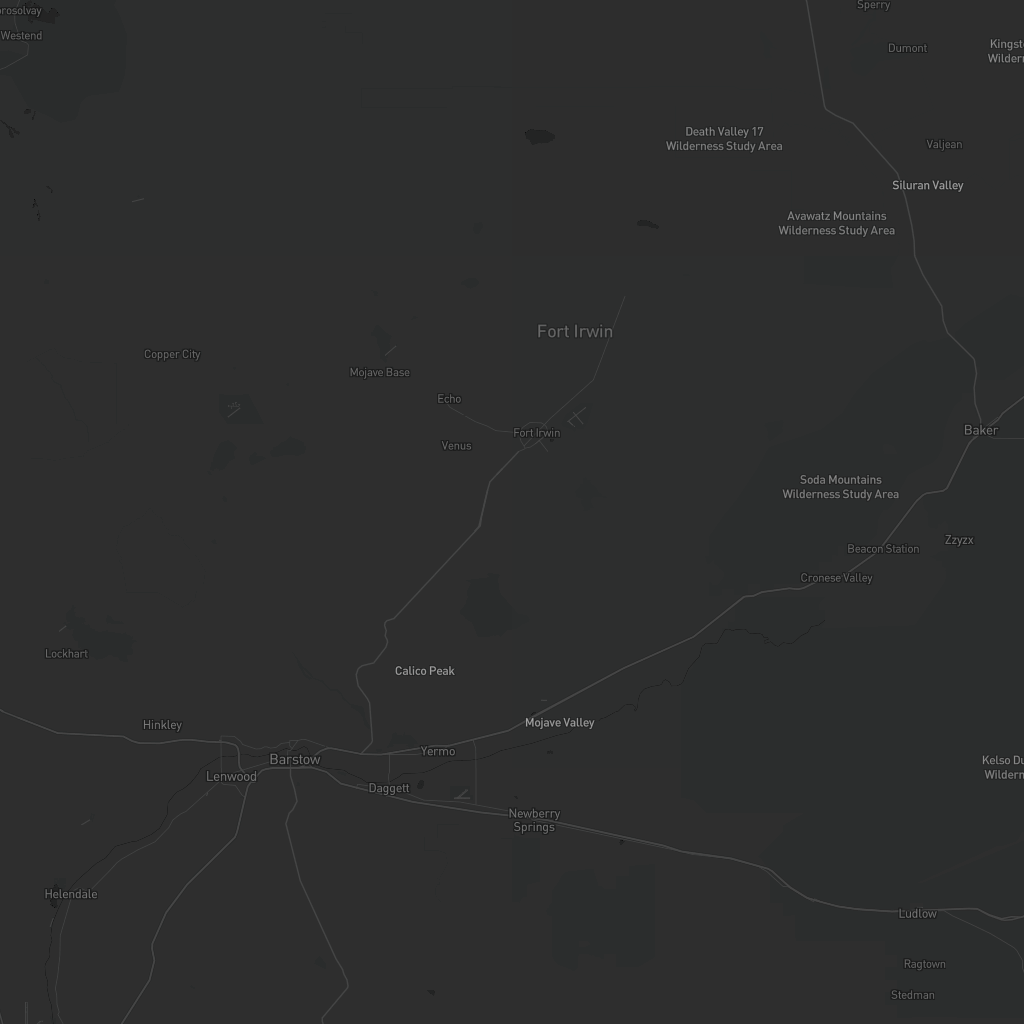 Sperry
Westend
Dumont
Death Valley 17
Wilderness Study Area
Valjean
Siluran Valley
Avawatz Mountains
Wilderness Study Area
Fort Irwin
Copper City
Mojave Base
Echo
Fort Irwin
Venus
Baker
Soda Mountains
Wilderness Study Area
Zzyzx
Beacon Station
Cronese Valley
Lockhart
Calico Peak
Mojave Valley
Hinkley
Yermo
Barstow
Lenwood
Daggett
Kelso Du
Wildern
Newberry
Springs
Helendale
Ludlow
Ragtown
Stedman